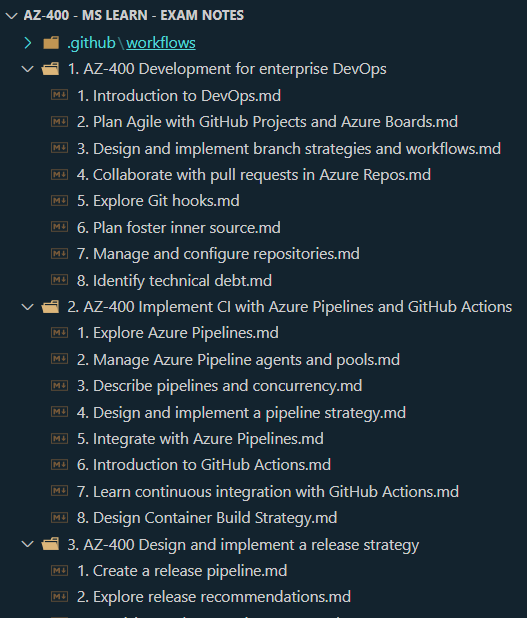 AZ-400 - MS LEARN - EXAM NOTES
.github\workflows
1. AZ-400 Development for enterprise DevOps
1. Introduction to DevOps.md
2. Plan Agile with GitHub Projects and Azure Boards.md
3. Design and implement branch strategies and workflows.md
4. Collaborate with pull requests in Azure Repos.md
5. Explore Git hooks.md
6. Plan foster inner source.md
7. Manage and configure repositories.md
8. Identify technical debt.md
2. AZ-400 Implement CI with Azure Pipelines and GitHub Actions
1. Explore Azure Pipelines.md
2. Manage Azure Pipeline agents and pools.md
3. Describe pipelines and concurrency.md
4. Design and implement a pipeline strategy.md
5. Integrate with Azure Pipelines.md
6. Introduction to GitHub Actions.md
7. Learn continuous integration with GitHub Actions.md
8. Design Container Build Strategy.md
3. AZ-400 Design and implement a release strategy
1. Create a release pipeline.md
2. Explore release recommendations.md